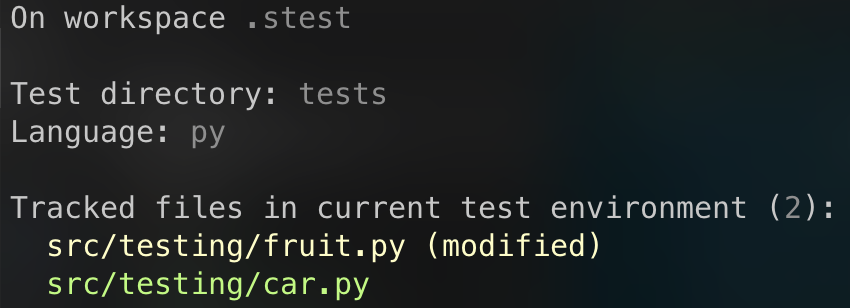 On workspace .stest
Test directory: tests
Language: py
Tracked files in current test environment (2):
src/testing/fruit.py (modified)
src/testing/car.py